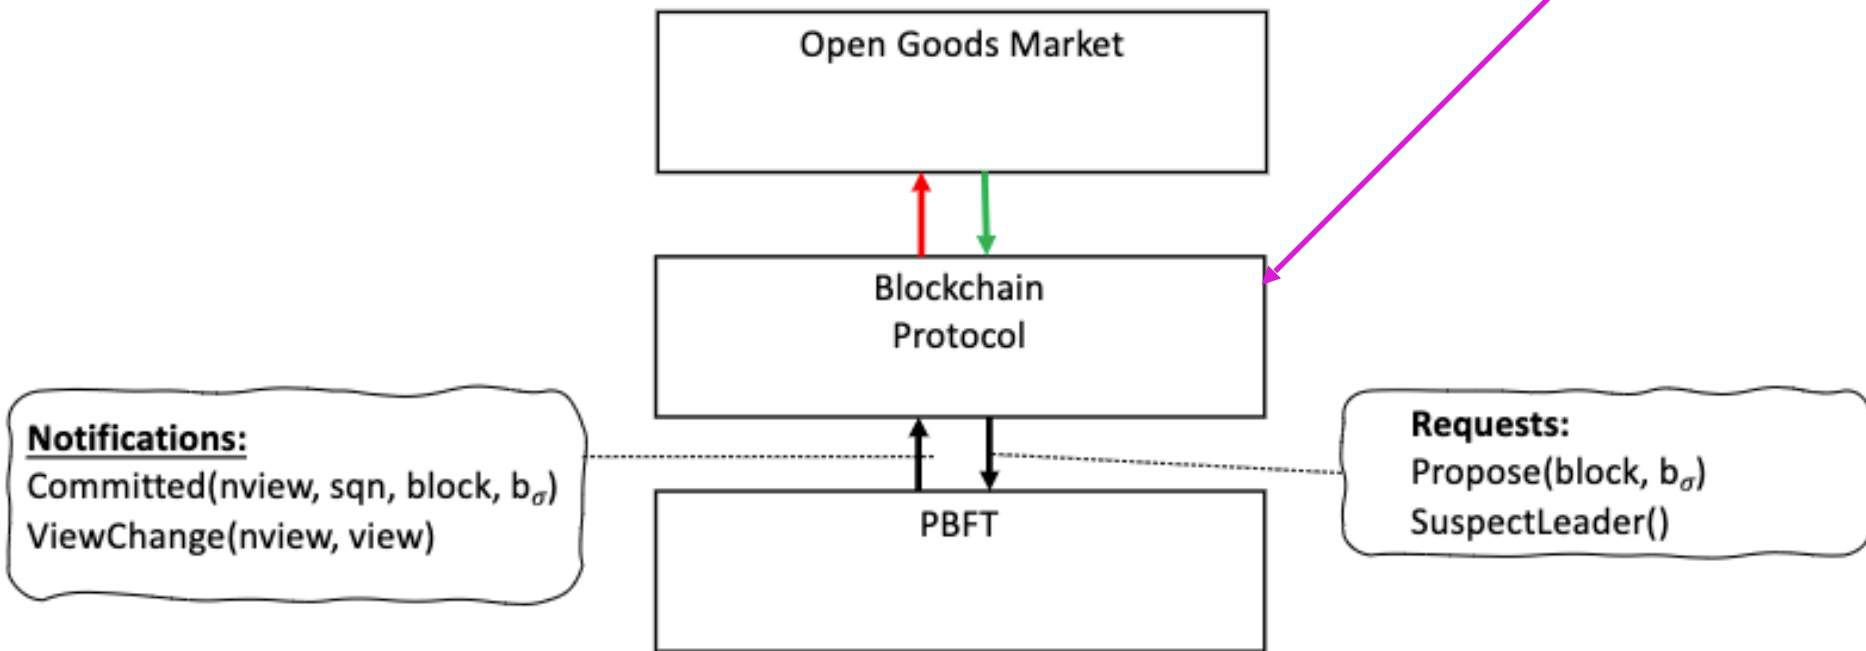 Open Goods Market
Blockchain
Protocol
Notifications:
Committed(nview, sqn, block, bσ)
ViewChange(nview, view)
Requests:
Propose(block, bσ)
SuspectLeader()
PBFT